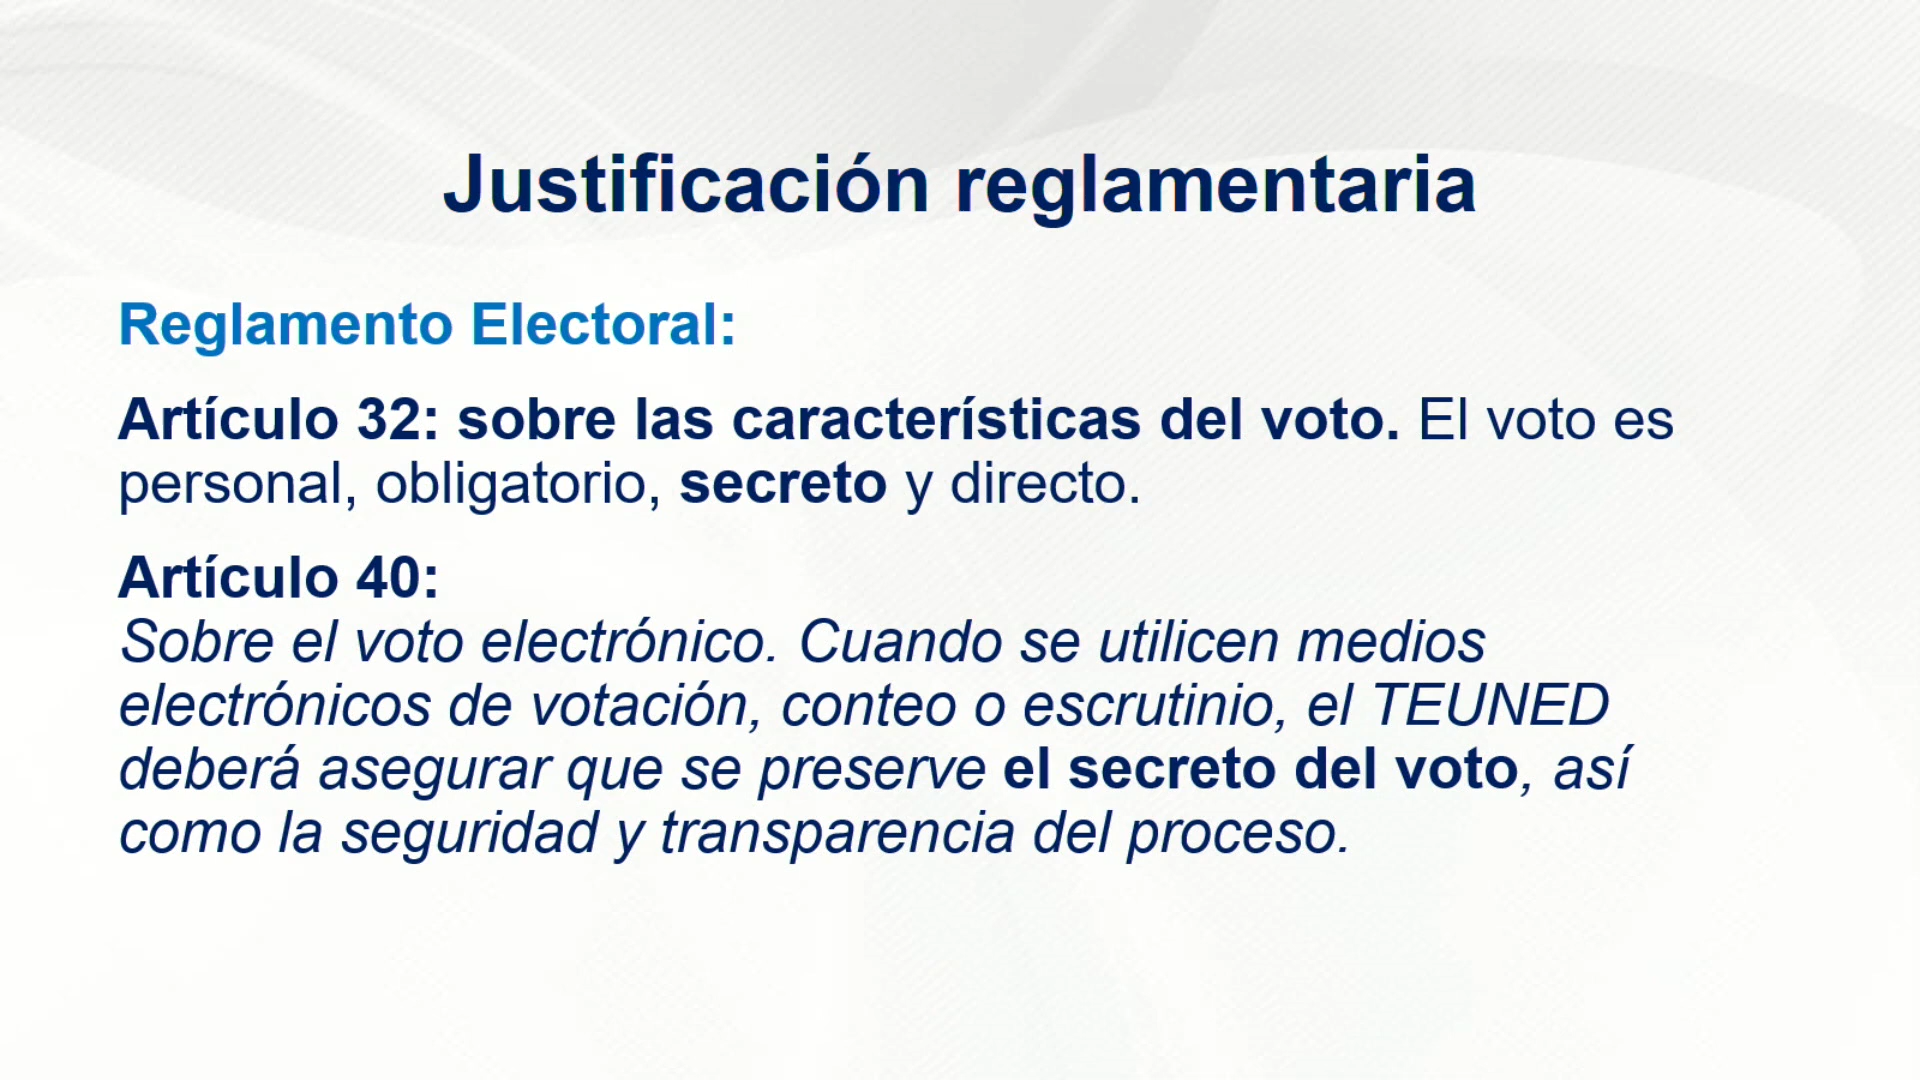 Justificación reglamentaria
Reglamento Electoral:
Artículo 32: sobre las características del voto. El voto es
personal, obligatorio, secreto y directo.
Artículo 40:
Sobre el voto electrónico. Cuando se utilicen medios
electrónicos de votación, conteo o escrutinio, el TEUNED
deberá asegurar que se preserve el secreto del voto, así
como la seguridad y transparencia del proceso.